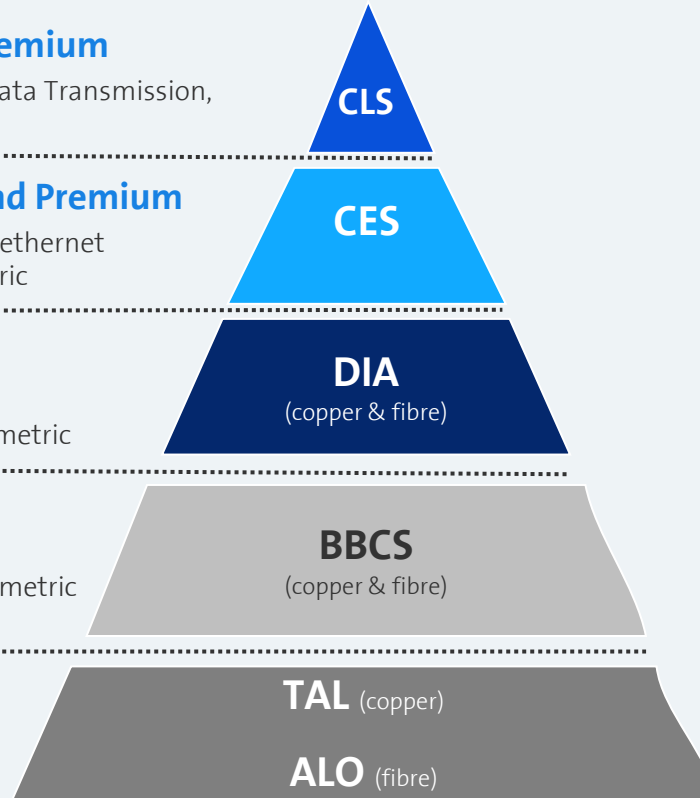 emium
ata Transmission,
CLS
nd Premium
ethernet
ric
CES
DIA
(copper & fibre)
metric
BBCS
(copper & fibre)
metric
TAL (copper)
ALO (fibre)